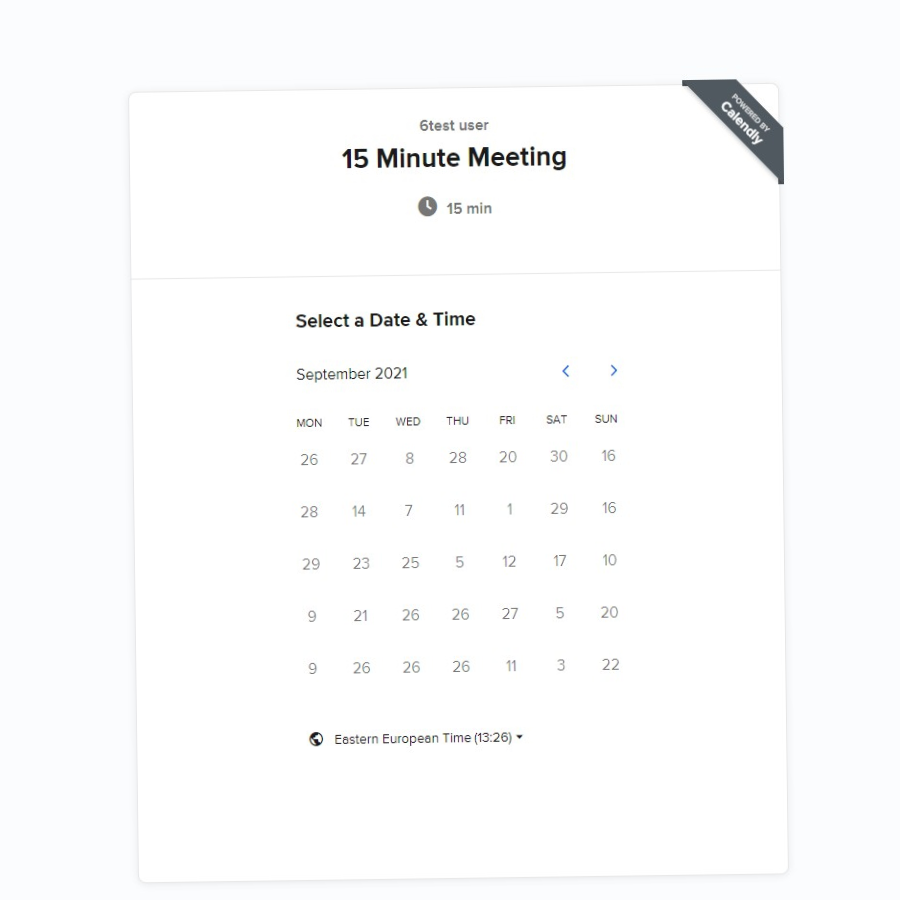 POWERED BY
Calendly
6test user
15 Minute Meeting
15 min
Select a Date & Time
September 2021
MON TUE WED THU FRI SAT SUN
26 27 8 28 20 30 16
28 14 7 11 1 29 16
29 23 25 5 12 17 10
9 21 26 26 27 5 20
9 26 26 26 11 3 22
Eastern European Time (13:26)